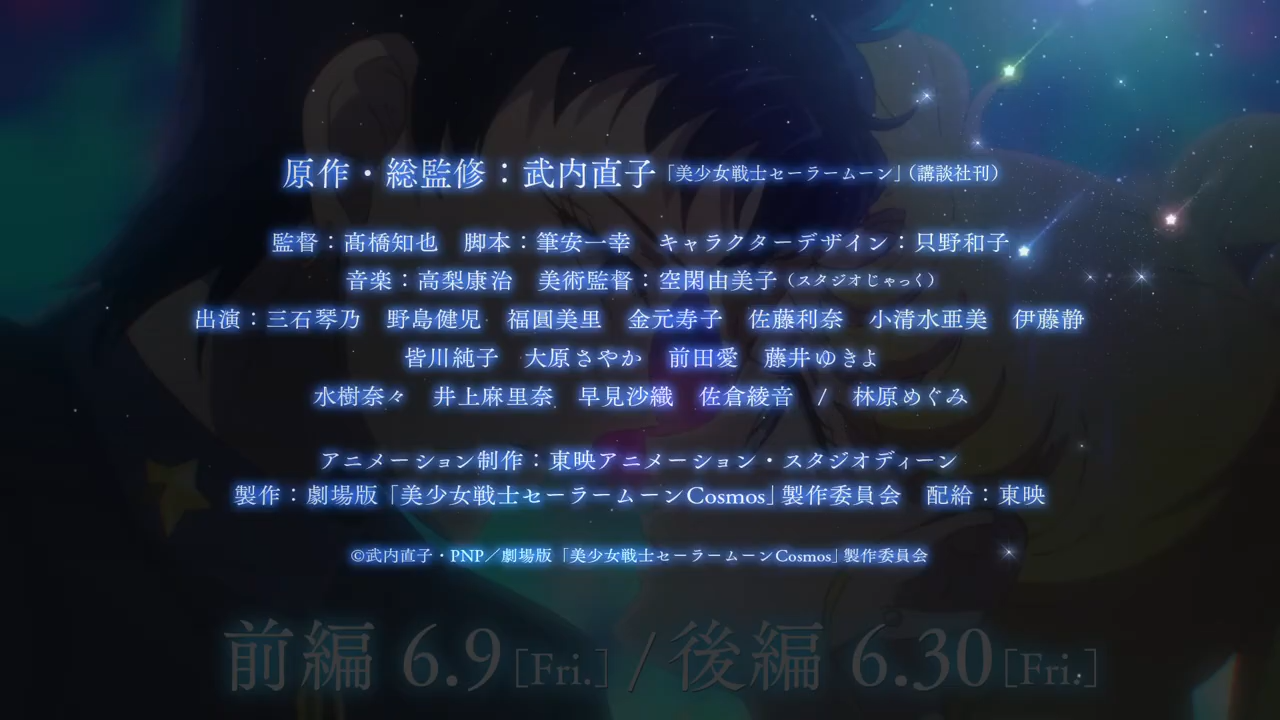 原作・総監修：武内直子「美少女戦士セーラームーン」（講談社刊）
監督：髙橋知也　脚本：筆安一幸　キャラクターデザイン：只野和子
音楽：高梨康治　美術監督：空閑由美子（スタジオじゃっく）
出演：三石琴乃　野島健児　福圓美里　金元寿子　佐藤利奈　小清水亜美　伊藤静
皆川純子　大原さやか　前田愛　藤井ゆきよ
水樹奈々　井上麻里奈　早見沙織　佐倉綾音　/　林原めぐみ
アニメーション制作：東映アニメーション・スタジオディーン
製作：劇場版「美少女戦士セーラームーンCosmos」製作委員会　配給：東映
©武内直子・PNP／劇場版「美少女戦士セーラームーンCosmos」製作委員会
前編 6.9[Fri.] / 後編 6.30[Fri.]